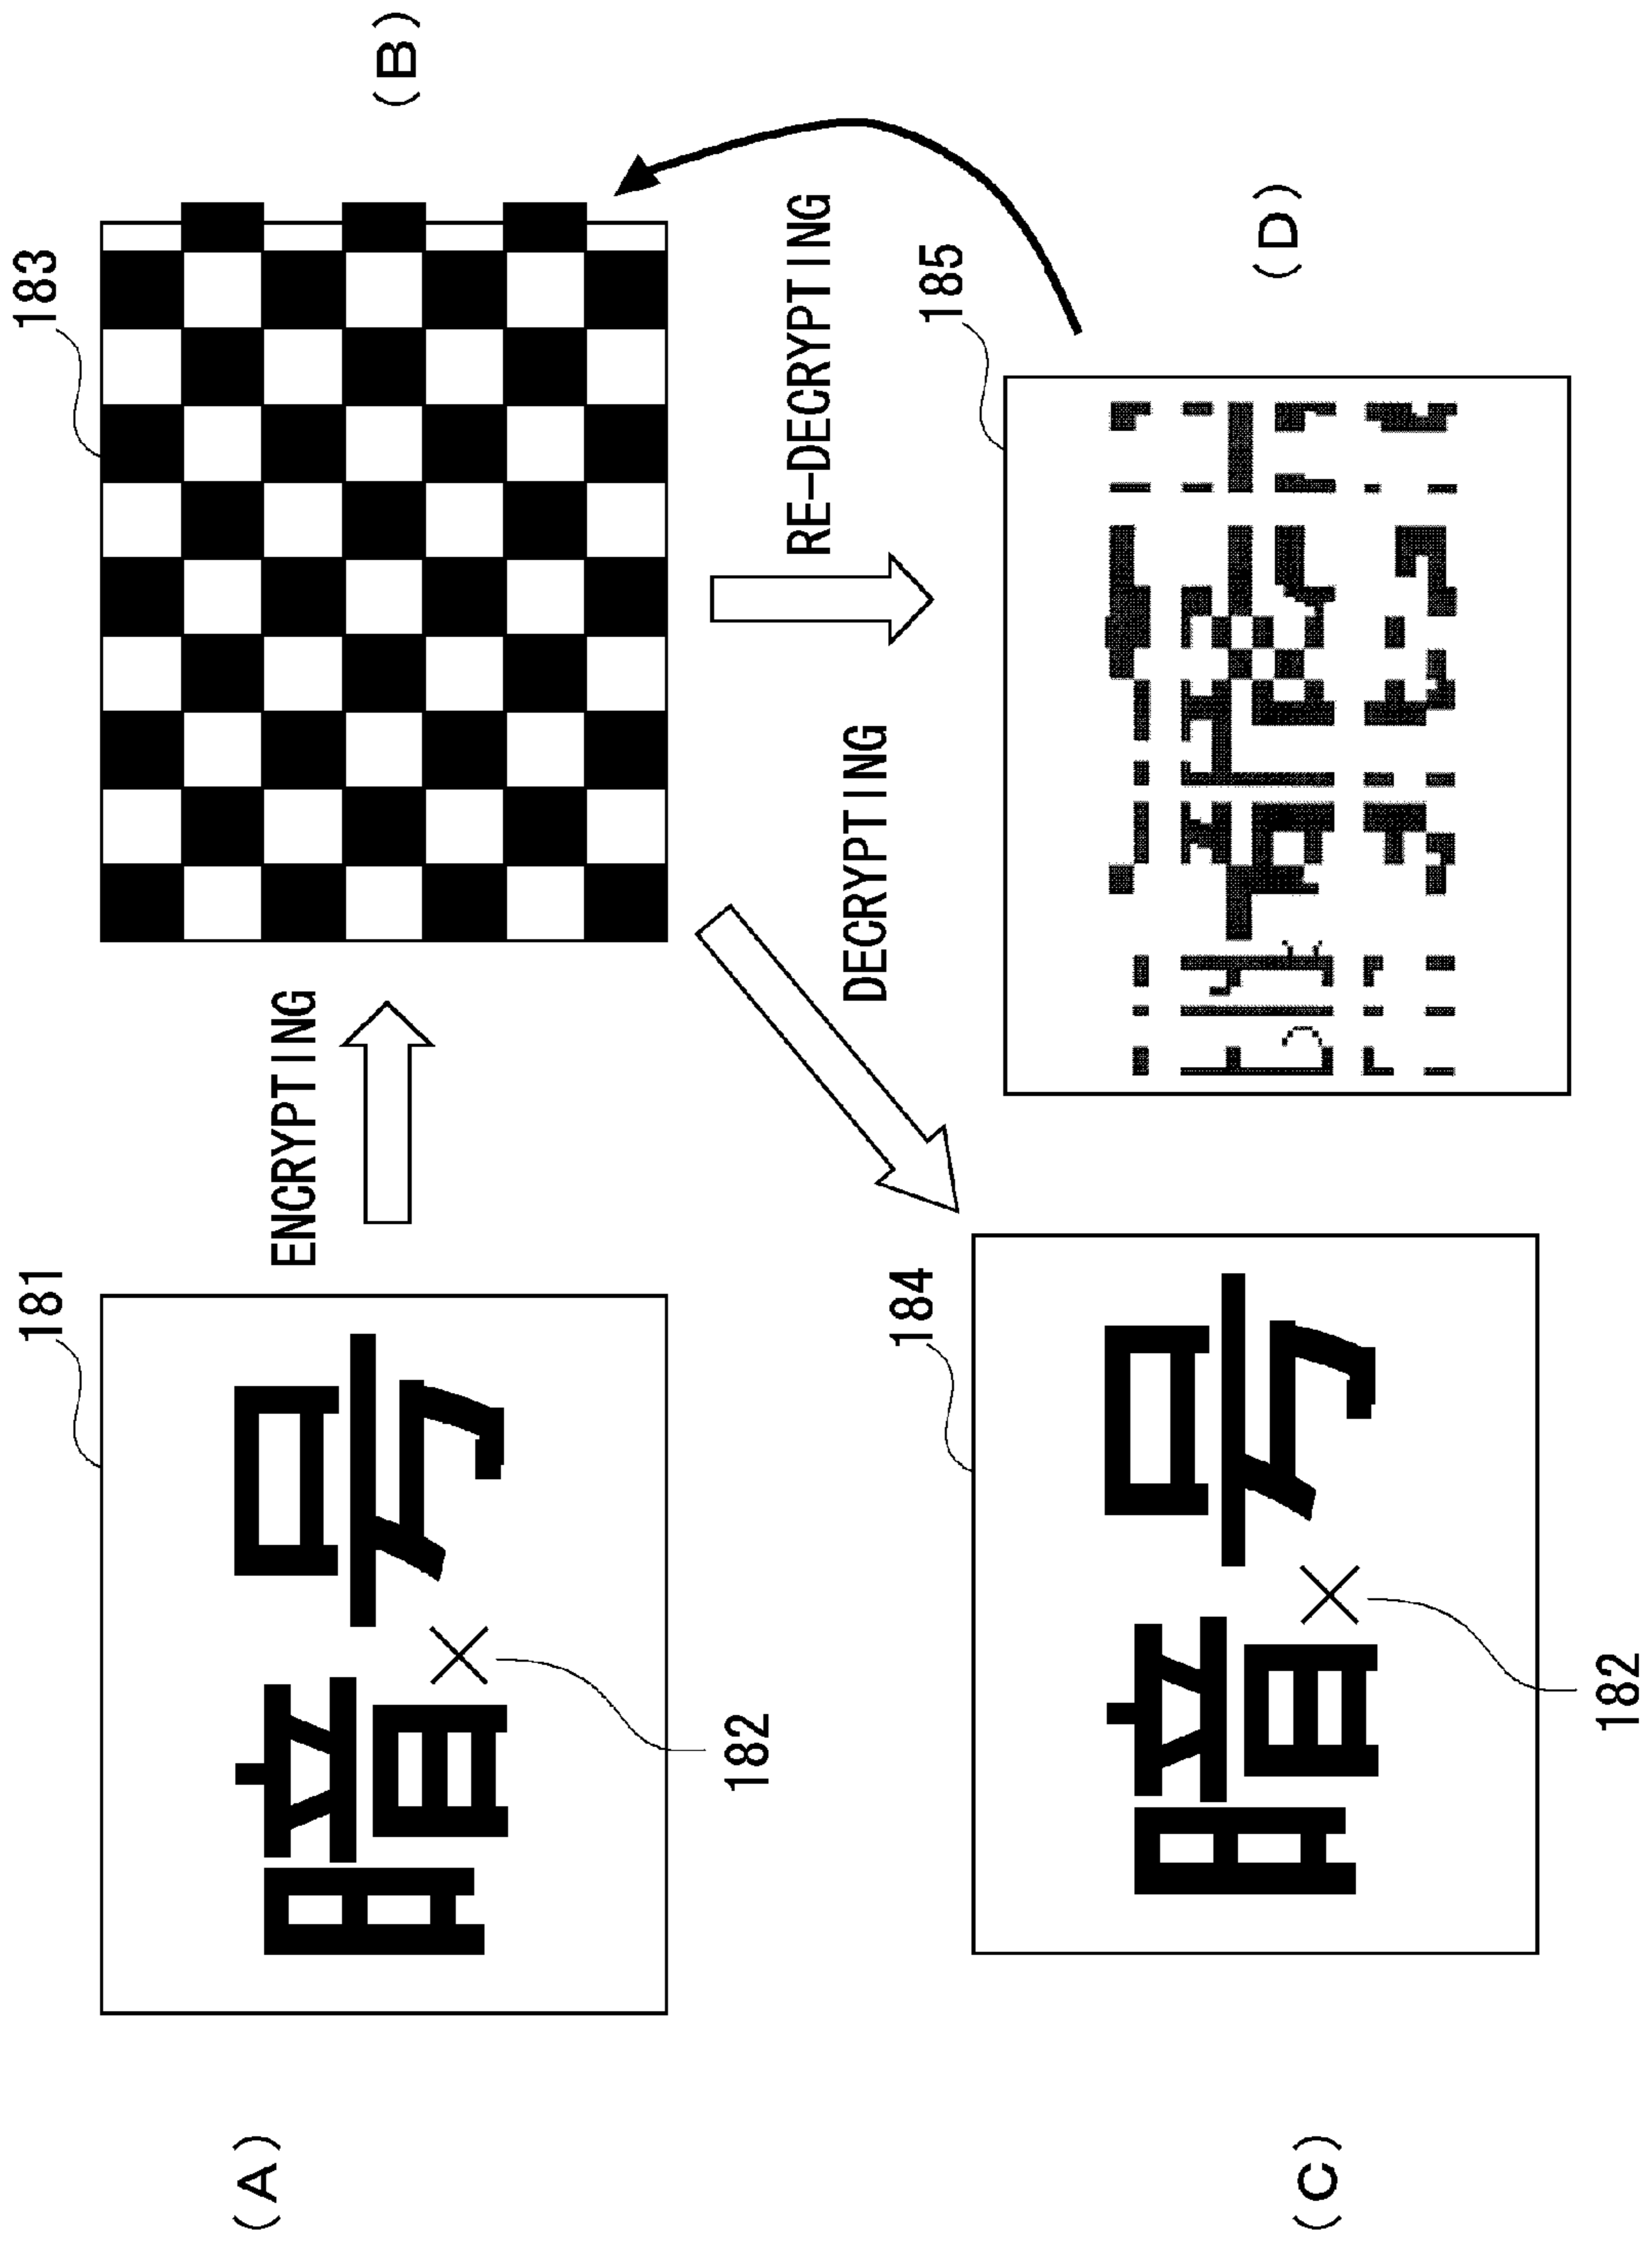 181
183
(A)
暗号
ENCRYPTING
(B)
182
DECRYPTING
RE-DECRYPTING
184
185
(C)
暗号
(D)
182